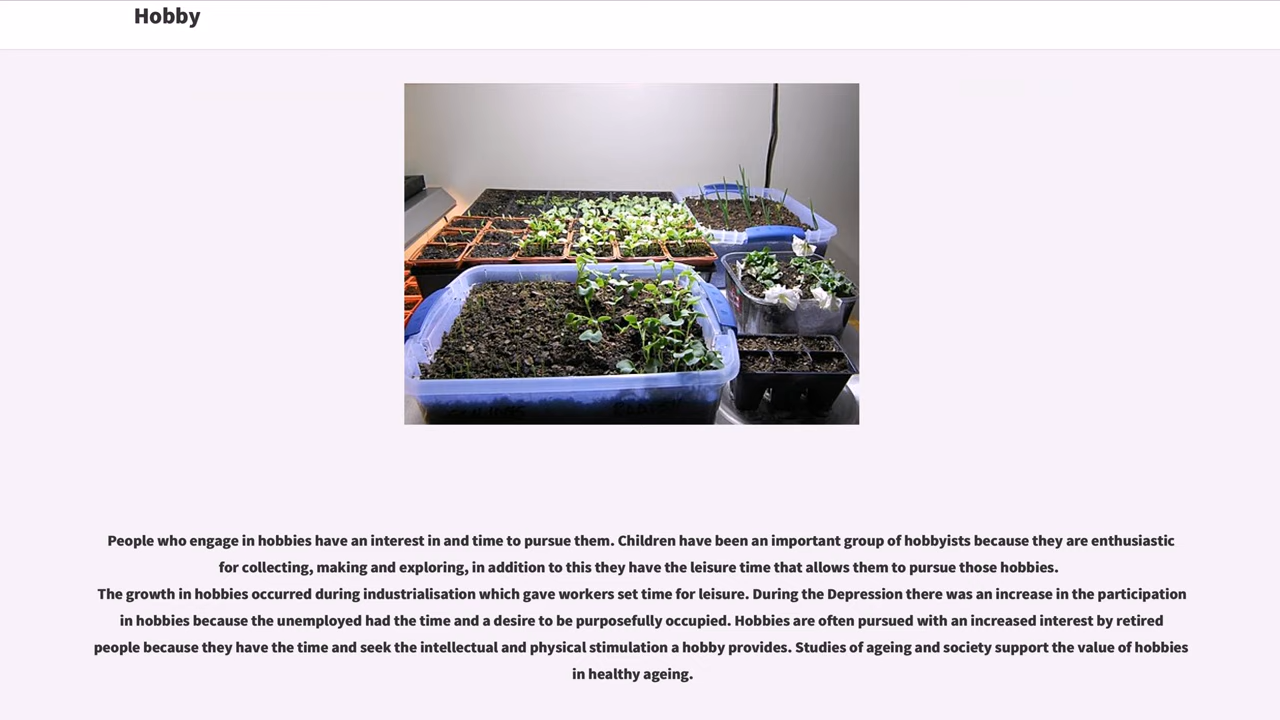 Hobby
People who engage in hobbies have an interest in and time to pursue them. Children have been an important group of hobbyists because they are enthusiastic
for collecting, making and exploring, in addition to this they have the leisure time that allows them to pursue those hobbies.
The growth in hobbies occurred during industrialisation which gave workers set time for leisure. During the Depression there was an increase in the participation
in hobbies because the unemployed had the time and a desire to be purposefully occupied. Hobbies are often pursued with an increased interest by retired
people because they have the time and seek the intellectual and physical stimulation a hobby provides. Studies of ageing and society support the value of hobbies
in healthy ageing.